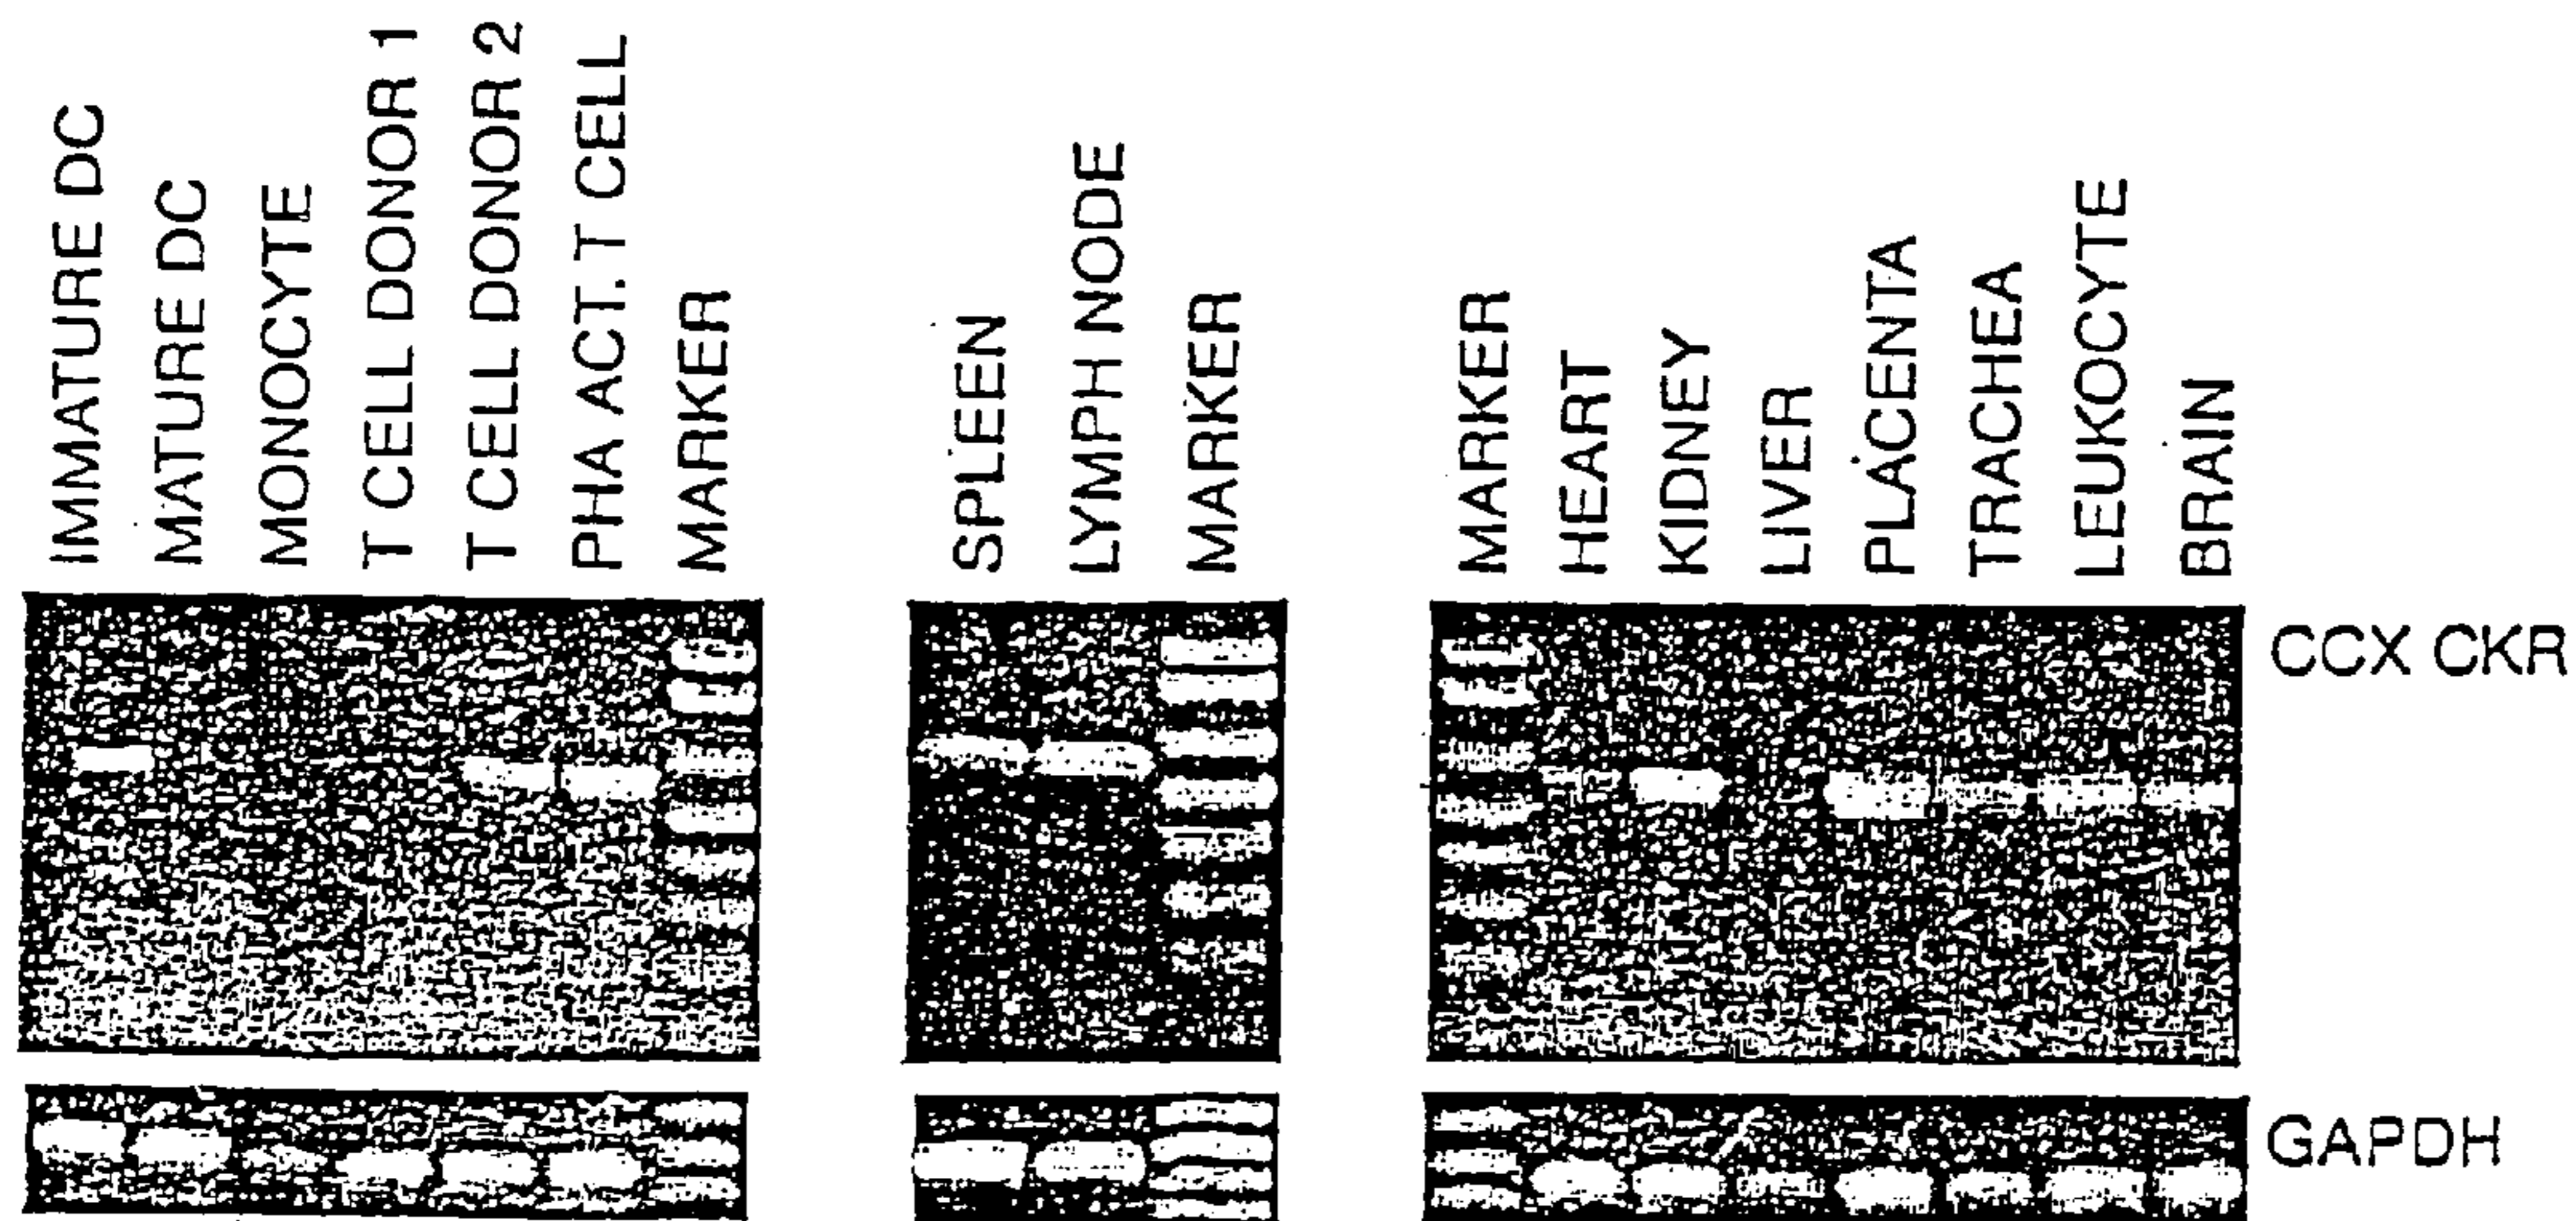 IMMATURE DC
MATURE DC
MONOCYTE
T CELL DONOR 1
T CELL DONOR 2
PHA ACT. T CELL
MARKER
SPLEEN
LYMPH NODE
MARKER
MARKER
HEART
KIDNEY
LIVER
PLACENTA
TRACHEA
LEUKOCYTE
BRAIN
CCX CKR
GAPDH